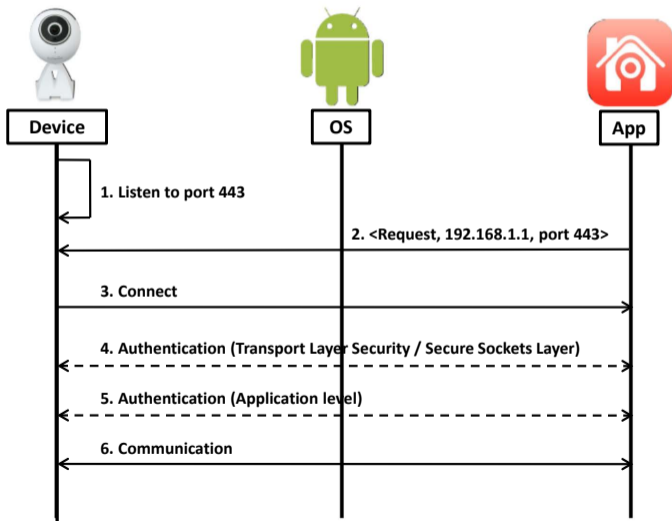 Device
OS
App
1. Listen to port 443
2. <Request, 192.168.1.1, port 443>
3. Connect
4. Authentication (Transport Layer Security / Secure Sockets Layer)
5. Authentication (Application level)
6. Communication